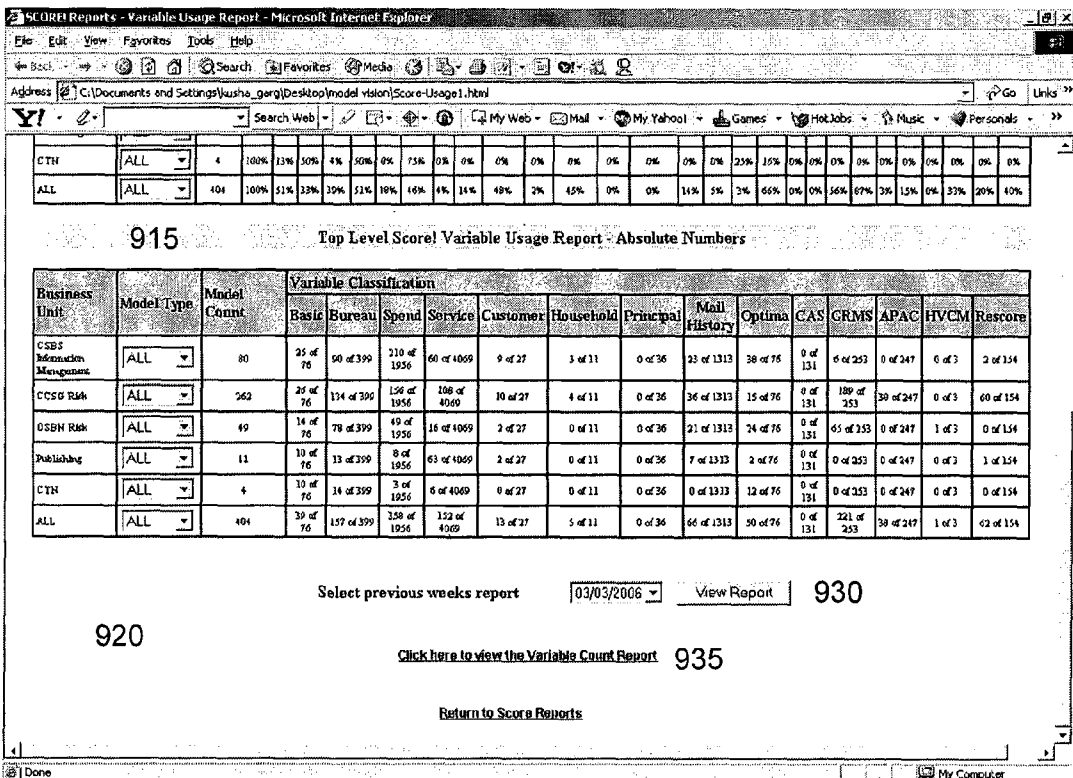 SCORE! Reports - Variable Usage Report - Microsoft Internet Explorer
File Edit View Favorites Tools Help
Back Search Favorites Media
Address C:\Documents and Settings\kusha_garg\Desktop\model vision\Score-Usage1.html Go Links
Y! Search Web My Web Mail My Yahoo! Games HotJobs Music Personals
CTN ALL 4 100% 13% 50% 4% 50% 0% 75% 0% 0% 0% 0% 0% 0% 0% 0% 0% 25% 15% 0% 0% 0% 0% 0% 0% 0% 0% 0% 0%
ALL ALL 404 100% 51% 33% 39% 51% 18% 46% 4% 14% 48% 2% 45% 0% 0% 14% 5% 3% 66% 0% 0% 56% 87% 3% 15% 0% 33% 20% 40%
915 Top Level Score! Variable Usage Report - Absolute Numbers
Business Unit Model Type Model Count Variable Classification
Basic Bureau Spend Service Customer Household Principal Mail History Optima CAS CRMS APAC HVCM Rescore
CSBS Information Management ALL 80 25 of 76 90 of 399 210 of 1956 60 of 4069 9 of 27 3 of 11 0 of 36 23 of 1313 38 of 76 0 of 131 6 of 253 0 of 247 0 of 3 2 of 154
CCSG Risk ALL 262 26 of 76 134 of 399 156 of 1956 108 of 4069 10 of 27 4 of 11 0 of 36 36 of 1313 15 of 76 0 of 131 189 of 253 38 of 247 0 of 3 60 of 154
OSBN Risk ALL 49 14 of 76 78 of 399 49 of 1956 16 of 4069 2 of 27 0 of 11 0 of 36 21 of 1313 24 of 76 0 of 131 65 of 253 0 of 247 1 of 3 0 of 154
Publishing ALL 11 10 of 76 13 of 399 8 of 1956 63 of 4069 2 of 27 0 of 11 0 of 36 7 of 1313 2 of 76 0 of 131 0 of 253 0 of 247 0 of 3 1 of 154
CTN ALL 4 10 of 76 14 of 399 3 of 1956 6 of 4069 0 of 27 0 of 11 0 of 36 0 of 1313 12 of 76 0 of 131 0 of 253 0 of 247 0 of 3 0 of 154
ALL ALL 404 39 of 76 157 of 399 358 of 1956 152 of 4069 13 of 27 5 of 11 0 of 36 66 of 1313 50 of 76 0 of 131 221 of 253 38 of 247 1 of 3 62 of 154
Select previous weeks report 03/03/2006 View Report 930
920
Click here to view the Variable Count Report 935
Return to Score Reports
Done My Computer